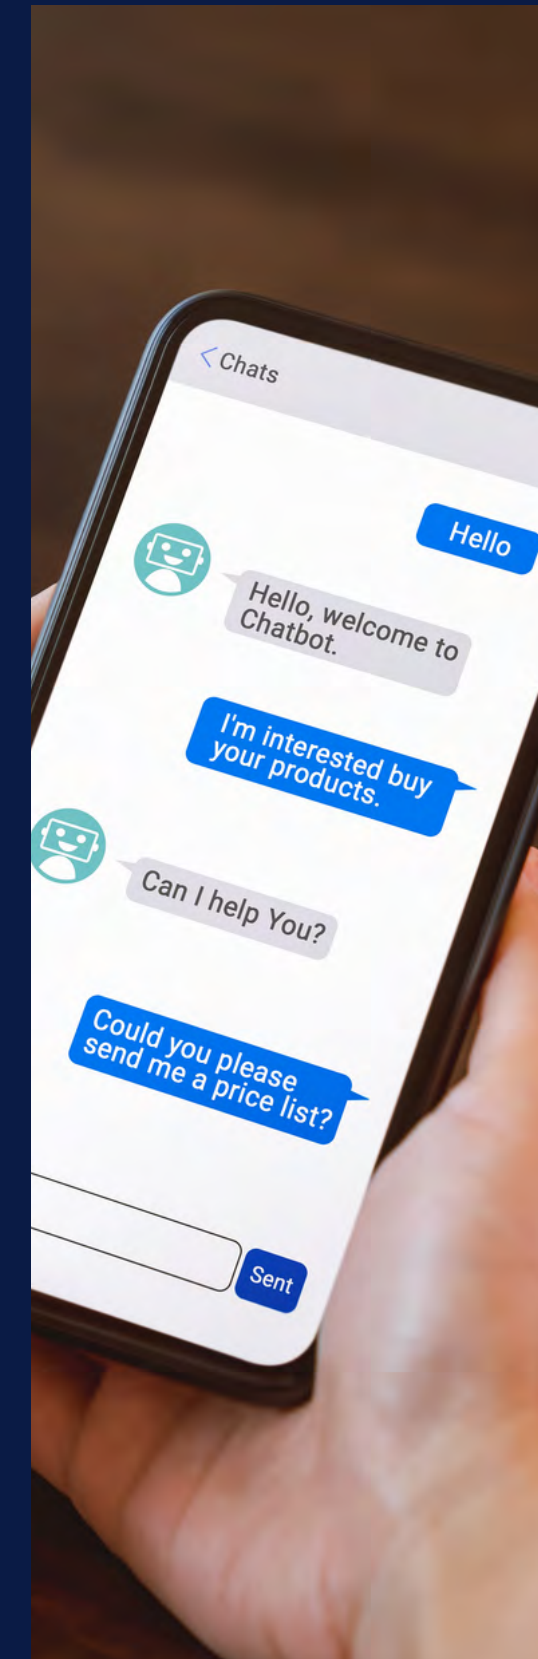 Chats
Hello
Hello, welcome to
Chatbot.
I'm interested buy
your products.
Can I help You?
Could you please
send me a price list?
Sent